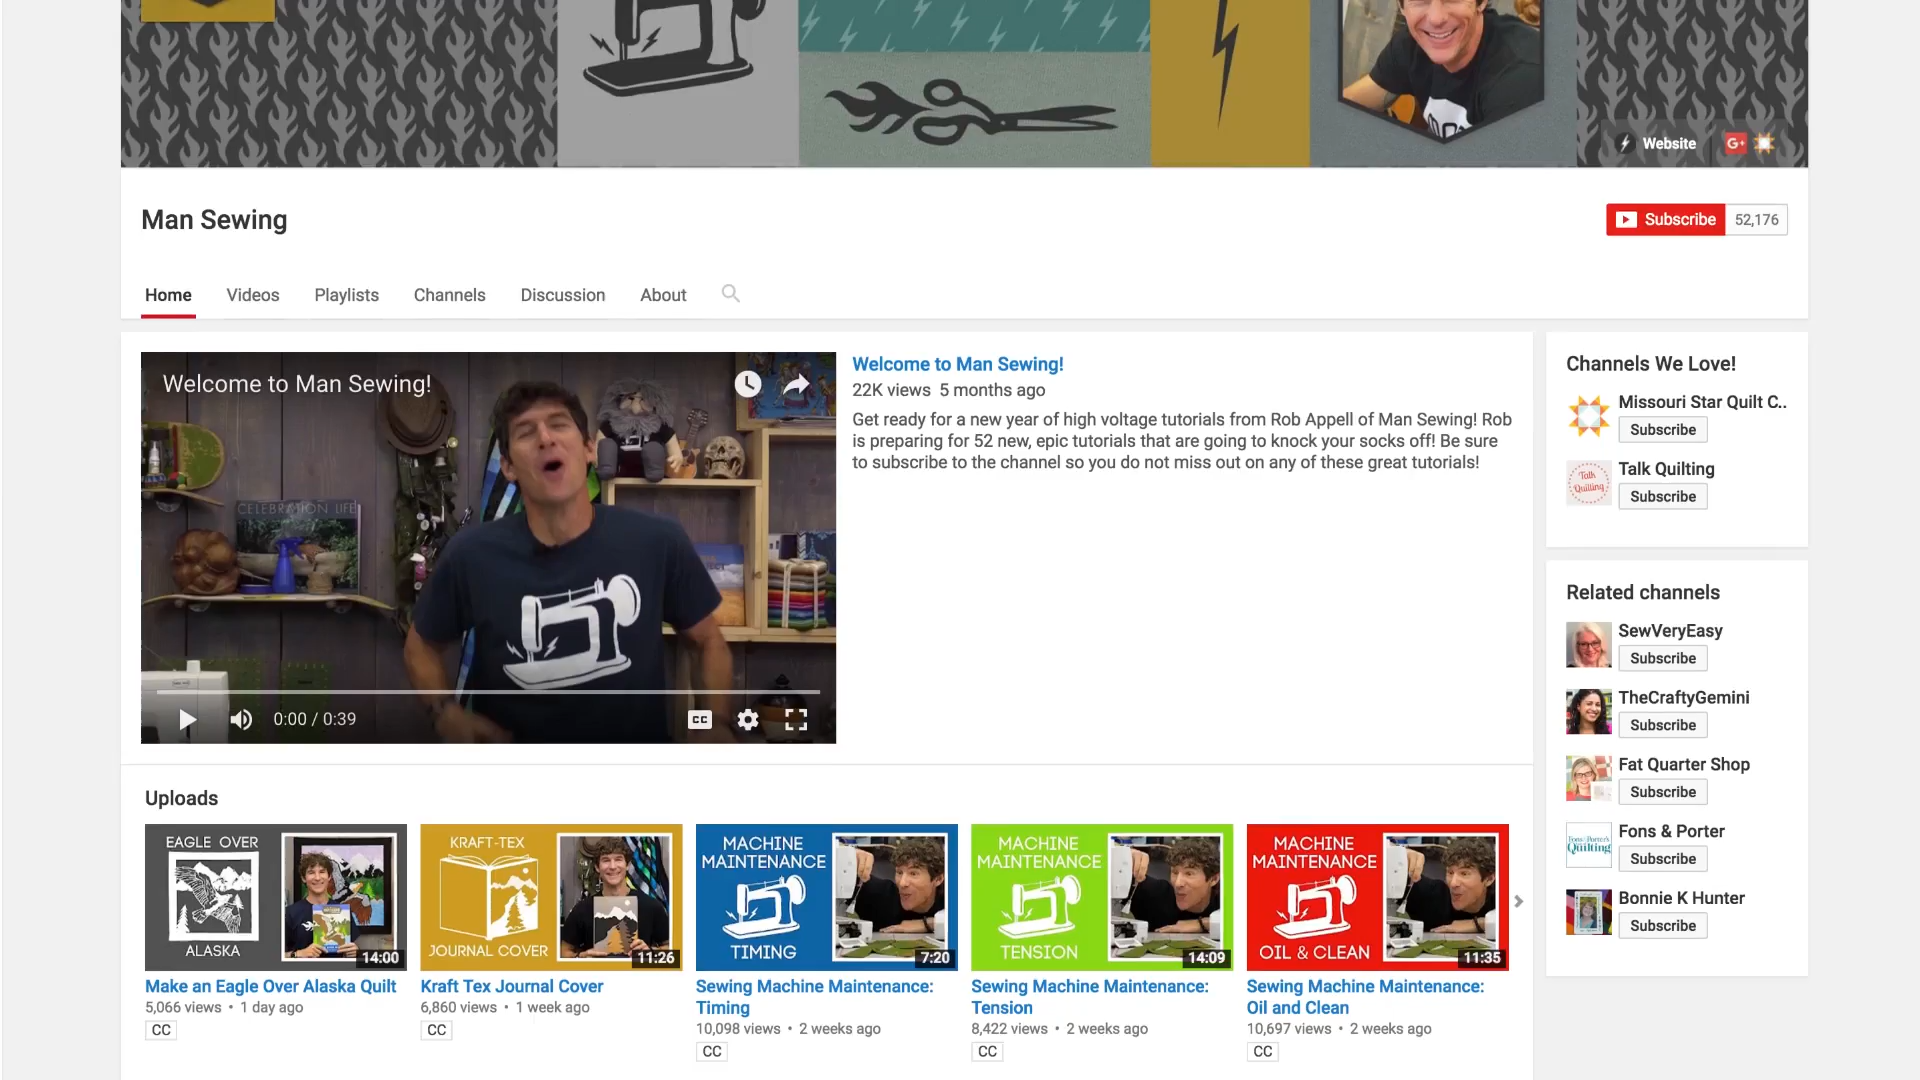 Website
G+
Man Sewing
Subscribe 52,176
Home Videos Playlists Channels Discussion About
Welcome to Man Sewing!
CELEBRATION LIFE
0:00 / 0:39
CC
Welcome to Man Sewing!
22K views 5 months ago
Get ready for a new year of high voltage tutorials from Rob Appell of Man Sewing! Rob
is preparing for 52 new, epic tutorials that are going to knock your socks off! Be sure
to subscribe to the channel so you do not miss out on any of these great tutorials!
Channels We Love!
Missouri Star Quilt C..
Subscribe
Talk
Quilting
Talk Quilting
Subscribe
Related channels
SewVeryEasy
Subscribe
TheCraftyGemini
Subscribe
Fat Quarter Shop
Subscribe
Fons & Porter's
Quilting
Fons & Porter
Subscribe
Bonnie K Hunter
Subscribe
Uploads
EAGLE OVER
ALASKA
14:00
Make an Eagle Over Alaska Quilt
5,066 views • 1 day ago
CC
KRAFT-TEX
JOURNAL COVER
11:26
Kraft Tex Journal Cover
6,860 views • 1 week ago
CC
MACHINE
MAINTENANCE
TIMING
7:20
Sewing Machine Maintenance:
Timing
10,098 views • 2 weeks ago
CC
MACHINE
MAINTENANCE
TENSION
14:09
Sewing Machine Maintenance:
Tension
8,422 views • 2 weeks ago
CC
MACHINE
MAINTENANCE
OIL & CLEAN
11:35
Sewing Machine Maintenance:
Oil and Clean
10,697 views • 2 weeks ago
CC